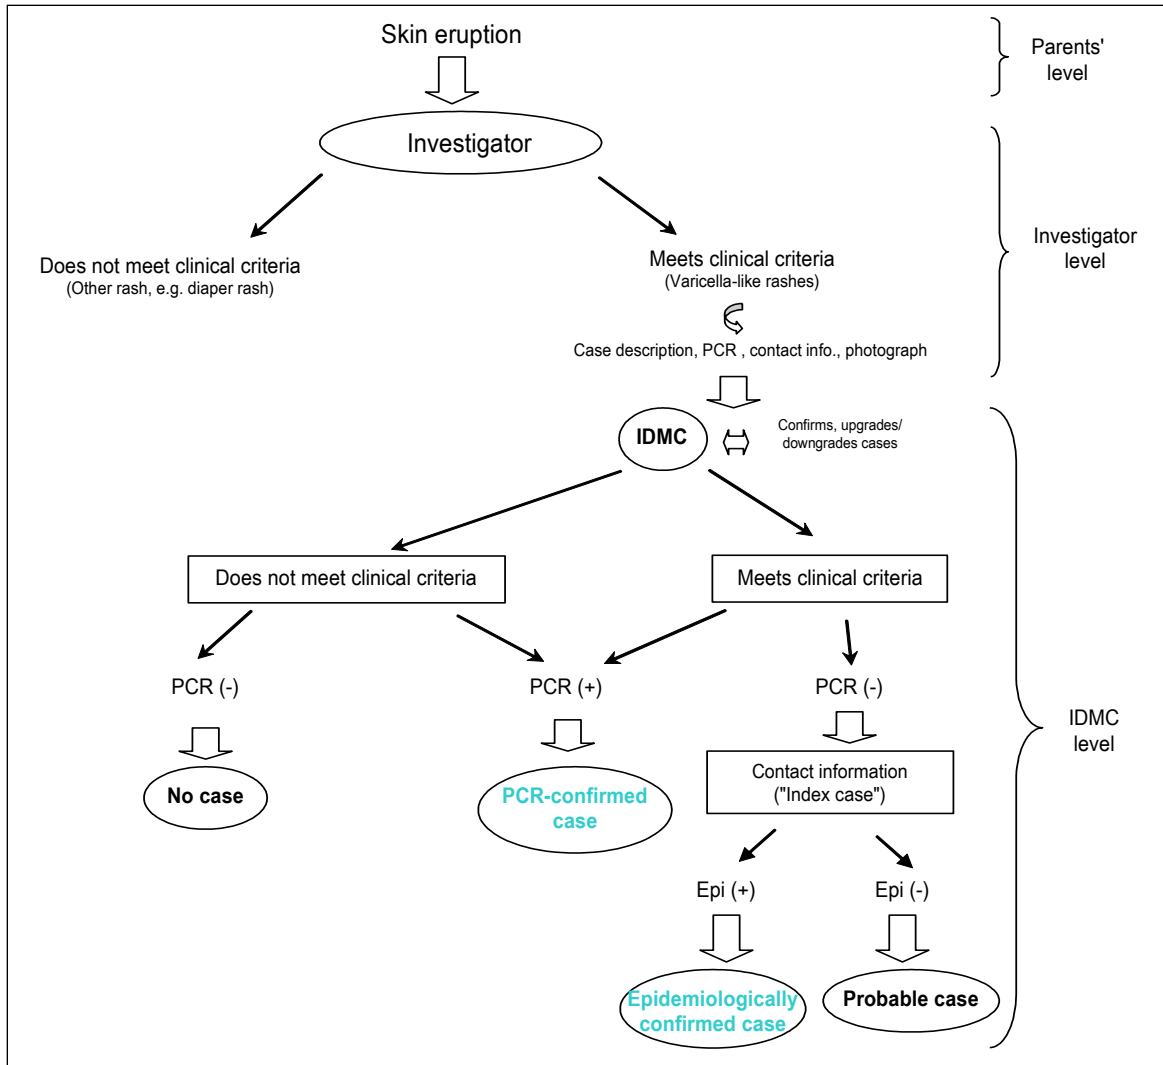 Skin eruption
Parents'
level
Investigator
Does not meet clinical criteria
(Other rash, e.g. diaper rash)
Meets clinical criteria
(Varicella-like rashes)
Investigator
level
Case description, PCR , contact info., photograph
IDMC
Confirms, upgrades/
downgrades cases
Does not meet clinical criteria
Meets clinical criteria
PCR (-)
PCR (+)
PCR (-)
IDMC
level
No case
PCR-confirmed
case
Contact information
("Index case")
Epi (+)
Epi (-)
Epidemiologically
confirmed case
Probable case